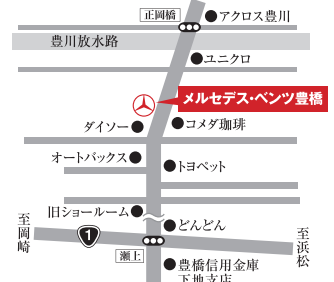 正岡橋
アクロス豊川
豊川放水路
ユニクロ
メルセデス・ベンツ豊橋
ダイソー
コメダ珈琲
オートバックス
トヨペット
旧ショールーム
どんどん
至岡崎
1
瀬上
至浜松
豊橋信用金庫
下地支店